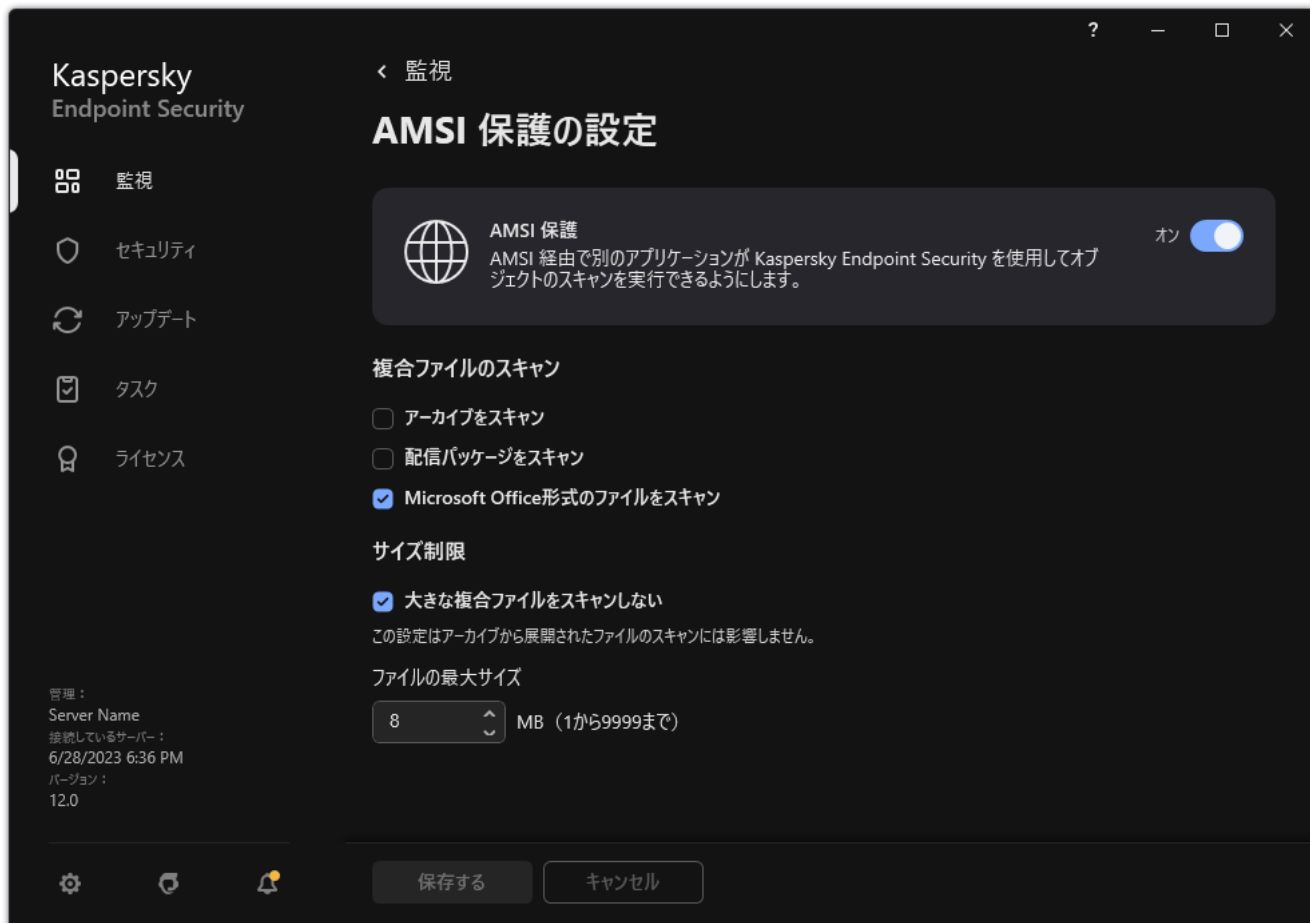 ?
Kaspersky
Endpoint Security
監視
セキュリティ
アップデート
タスク
ライセンス
管理：
Server Name
接続しているサーバー：
6/28/2023 6:36 PM
バージョン：
12.0
監視
AMSI 保護の設定
AMSI 保護
AMSI 経由で別のアプリケーションが Kaspersky Endpoint Security を使用してオブ
ジェクトのスキャンを実行できるようにします。
オン
複合ファイルのスキャン
アーカイブをスキャン
配信パッケージをスキャン
Microsoft Office形式のファイルをスキャン
サイズ制限
大きな複合ファイルをスキャンしない
この設定はアーカイブから展開されたファイルのスキャンには影響しません。
ファイルの最大サイズ
8 MB（1から9999まで）
保存する
キャンセル